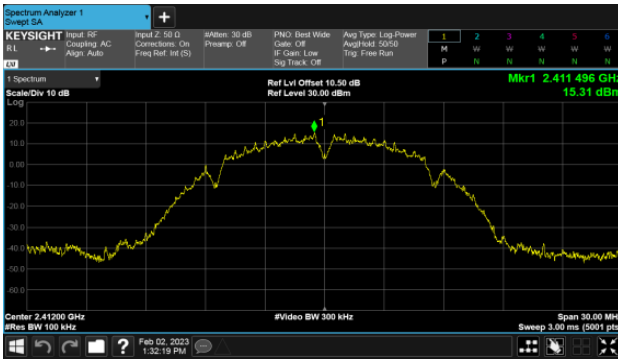 Spectrum Analyzer 1
Swept SA
+
KEYSIGHT Input: RF Input Z: 50 Ω #Atten: 30 dB PNO: Best Wide Avg Type: Log-Power 1 2 3 4 5 6
RL Coupling: AC Corrections: On Preamp: Off Gate: Off Avg|Hold: 50/50 M W W W W W
Align: Auto Freq Ref: Int (S) IF Gain: Low Trig: Free Run P N N N N N
LXI Sig Track: Off
1 Spectrum Ref Lvl Offset 10.50 dB Mkr1 2.411 496 GHz
Scale/Div 10 dB Ref Level 30.00 dBm 15.31 dBm
Log
20.0
1
10.0
0.00
-10.0
-20.0
-30.0
-40.0
-50.0
-60.0
Center 2.41200 GHz #Video BW 300 kHz Span 30.00 MH
#Res BW 100 kHz Sweep 3.00 ms (5001 pts
? Feb 02, 2023
1:32:19 PM